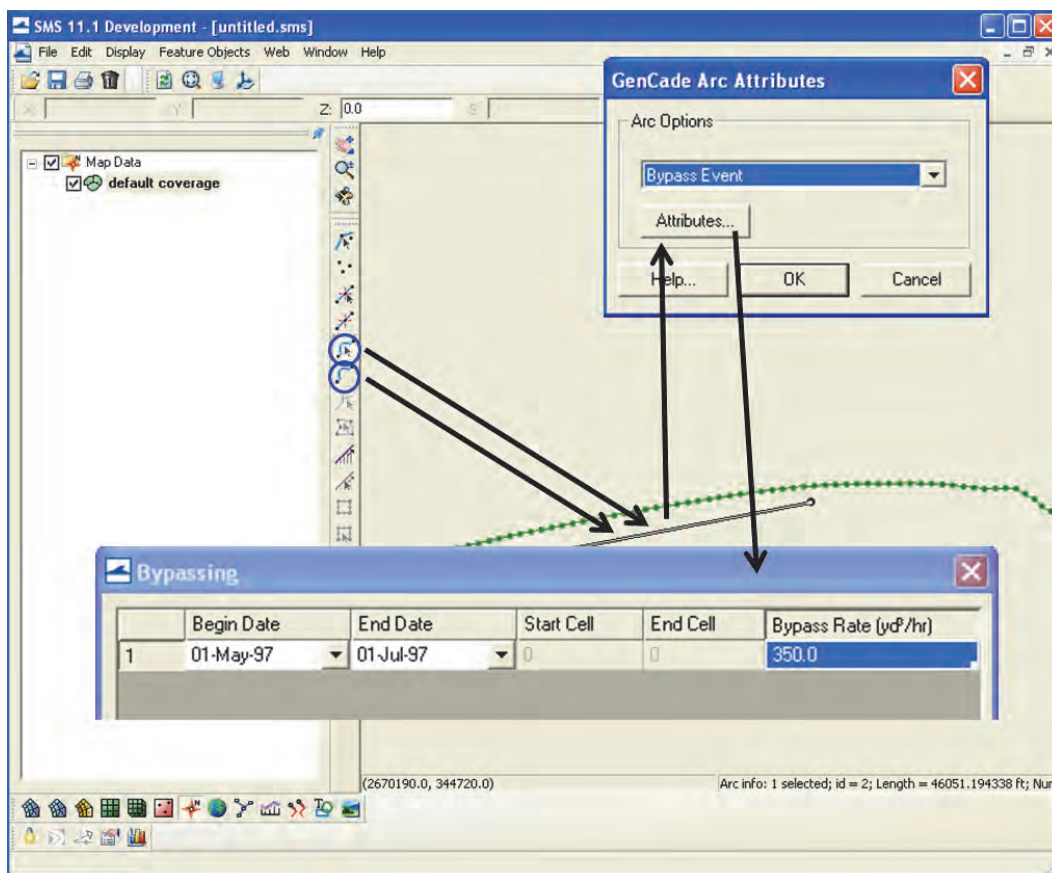 SMS 11.1 Development - [untitled.sms]
File Edit Display Feature Objects Web Window Help
X: Y: Z: 0.0 S:
Map Data
default coverage
GenCade Arc Attributes
Arc Options
Bypass Event
Attributes...
Help... OK Cancel
Bypassing
Begin Date End Date Start Cell End Cell Bypass Rate (yd³/hr)
1 01-May-97 01-Jul-97 0 0 350.0
(2670190.0, 344720.0) Arc info: 1 selected; id = 2; Length = 46051.194338 ft; Nur